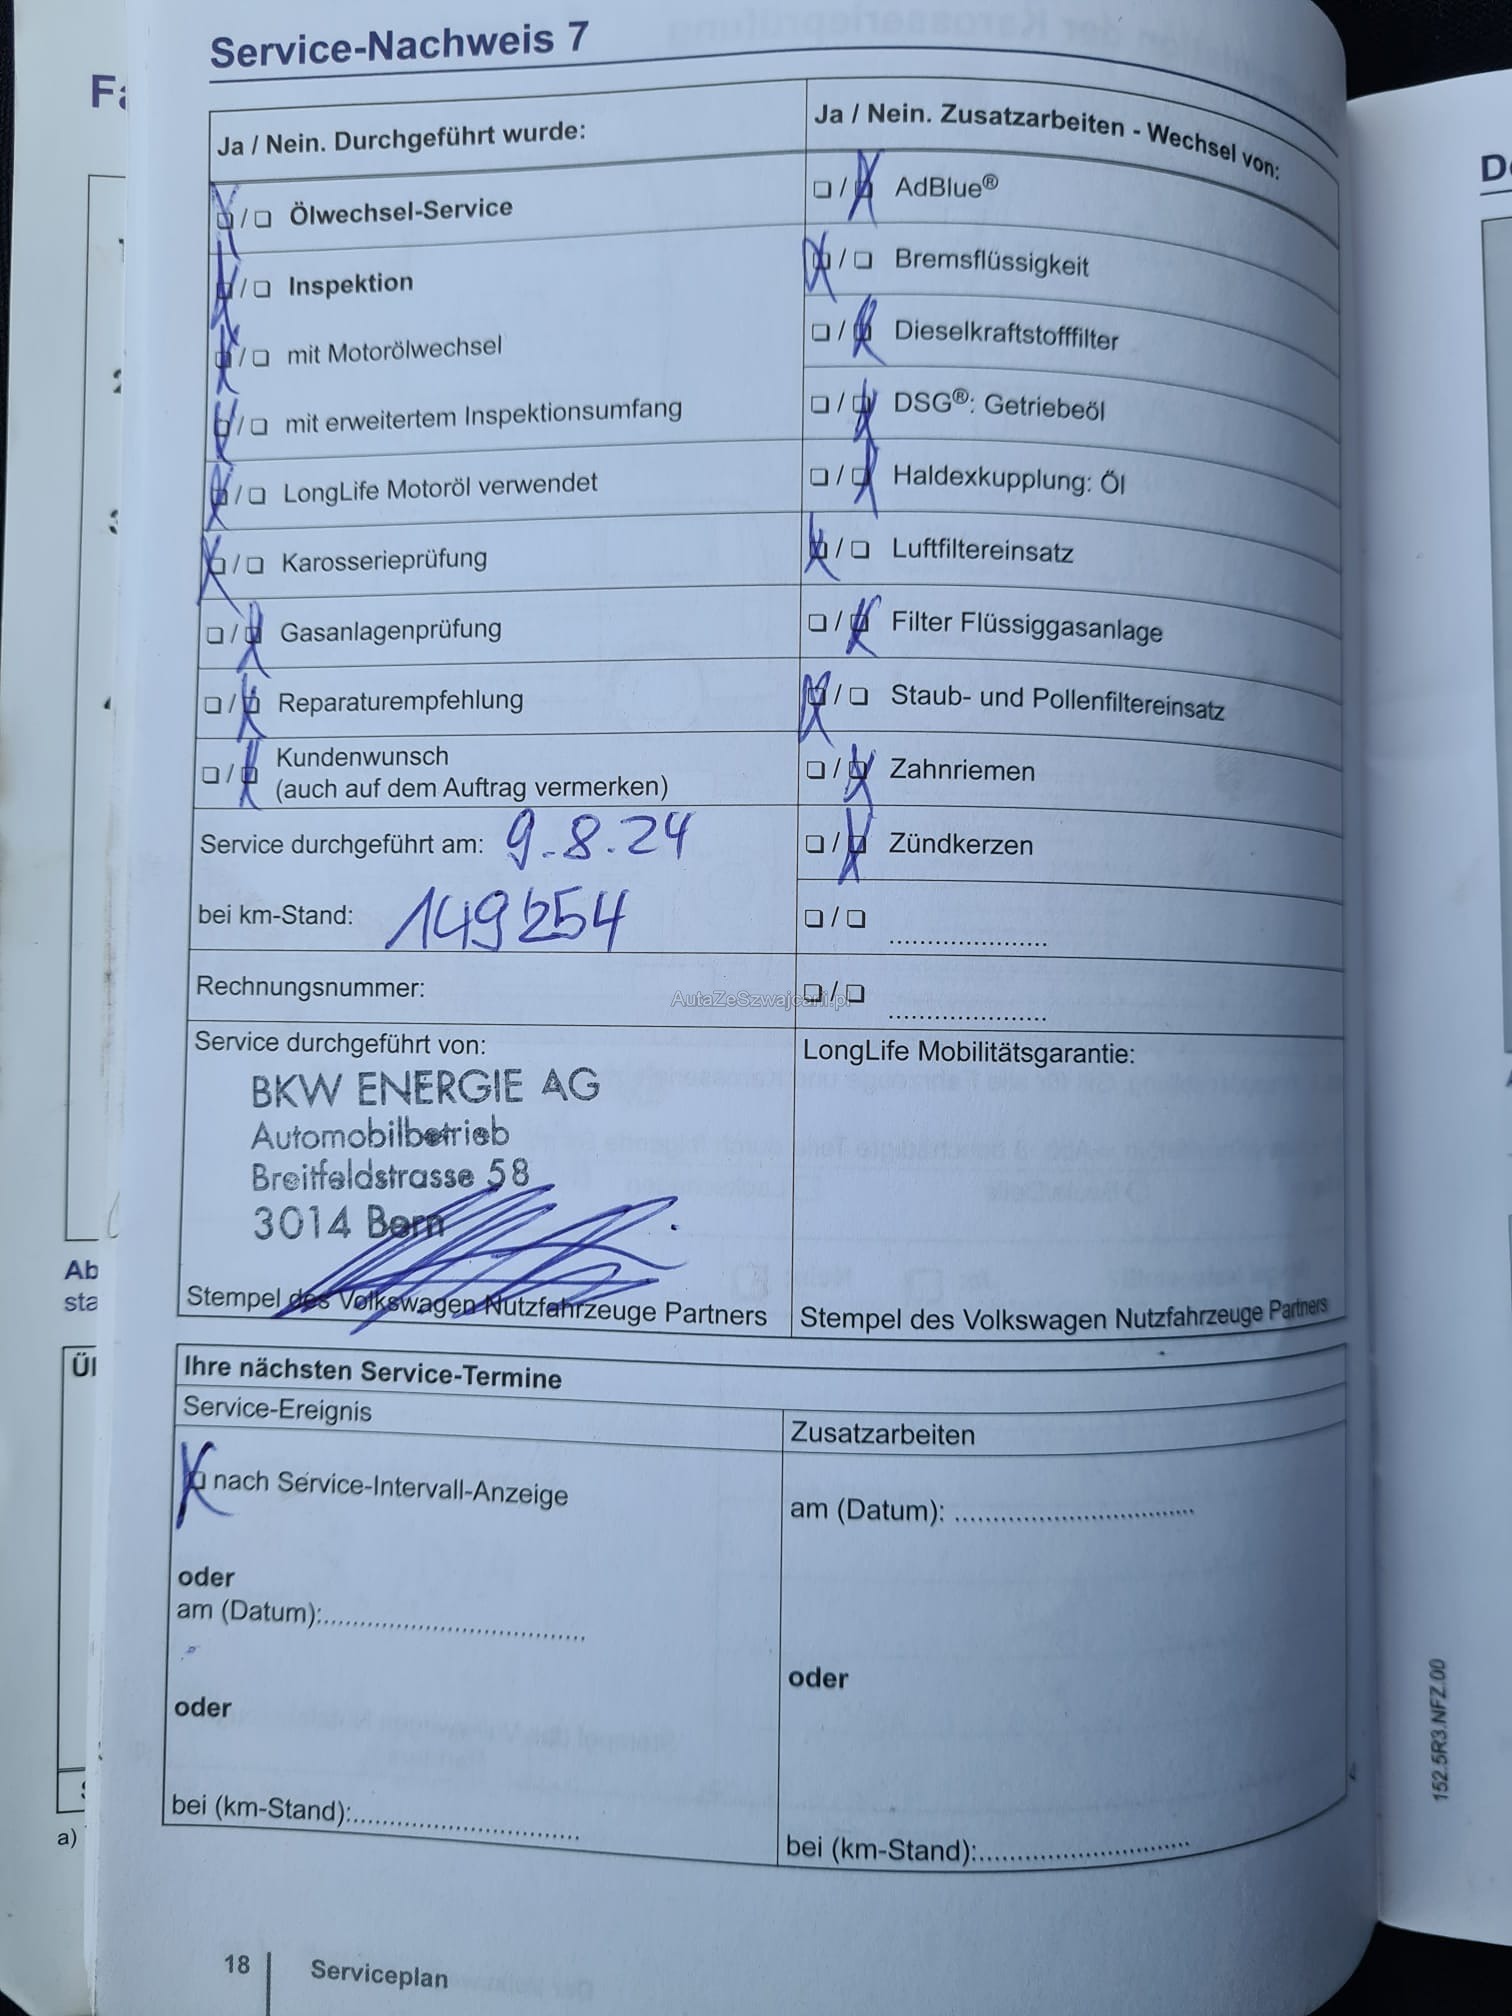 Service-Nachweis 7
Ja / Nein. Durchgeführt wurde:
❏ / ❏ Ölwechsel-Service
❏ / ❏ Inspektion
❏ / ❏ mit Motorölwechsel
❏ / ❏ mit erweitertem Inspektionsumfang
❏ / ❏ LongLife Motoröl verwendet
❏ / ❏ Karosserieprüfung
❏ / ❏ Gasanlagenprüfung
❏ / ❏ Reparaturempfehlung
❏ / ❏ Kundenwunsch
(auch auf dem Auftrag vermerken)
Service durchgeführt am: 9.8.24
bei km-Stand: 149254
Rechnungsnummer:
Service durchgeführt von:
BKW ENERGIE AG
Automobilbetrieb
Breitfeldstrasse 58
3014 Bern
Stempel des Volkswagen Nutzfahrzeuge Partners
Ja / Nein. Zusatzarbeiten - Wechsel von:
❏ / ❏ AdBlue®
❏ / ❏ Bremsflüssigkeit
❏ / ❏ Dieselkraftstofffilter
❏ / ❏ DSG®: Getriebeöl
❏ / ❏ Haldexkupplung: Öl
❏ / ❏ Luftfiltereinsatz
❏ / ❏ Filter Flüssiggasanlage
❏ / ❏ Staub- und Pollenfiltereinsatz
❏ / ❏ Zahnriemen
❏ / ❏ Zündkerzen
❏ / ❏ ......................
❏ / ❏ ......................
AutaZeSzwajcarii.pl
LongLife Mobilitätsgarantie:
Stempel des Volkswagen Nutzfahrzeuge Partners
Ihre nächsten Service-Termine
Service-Ereignis
❏ nach Service-Intervall-Anzeige
oder
am (Datum):....................................
oder
bei (km-Stand):...............................
Zusatzarbeiten
am (Datum): .................................
oder
bei (km-Stand):.............................
18
Serviceplan
152.5R3.NFZ.00
Ab
sta
a)